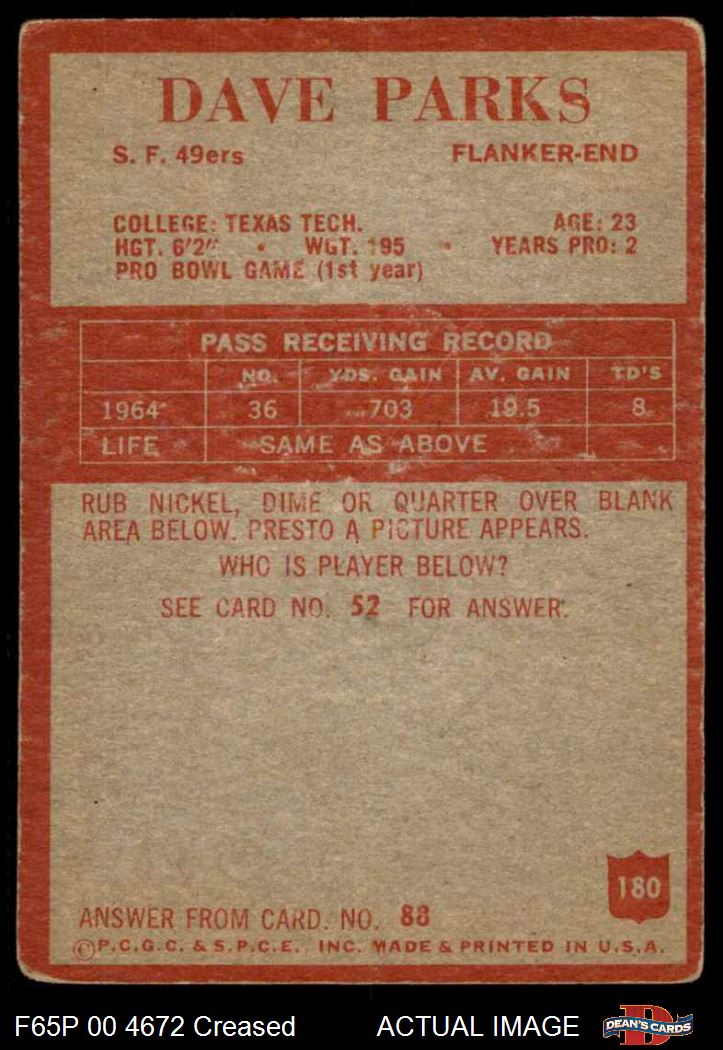 DAVE PARKS
S. F. 49ers FLANKER-END
COLLEGE: TEXAS TECH. AGE: 23
HGT. 6'2" • WGT. 195 • YEARS PRO: 2
PRO BOWL GAME (1st year)
PASS RECEIVING RECORD
NO. YDS. GAIN AV. GAIN TD'S
1964 36 703 19.5 8
LIFE SAME AS ABOVE
RUB NICKEL, DIME OR QUARTER OVER BLANK
AREA BELOW. PRESTO A PICTURE APPEARS.
WHO IS PLAYER BELOW?
SEE CARD NO. 52 FOR ANSWER.
180
ANSWER FROM CARD. NO. 88
©P.C.G.C. & S.P.C.E. INC. MADE & PRINTED IN U.S.A.
F65P 00 4672 Creased ACTUAL IMAGE DEAN'S CARDS